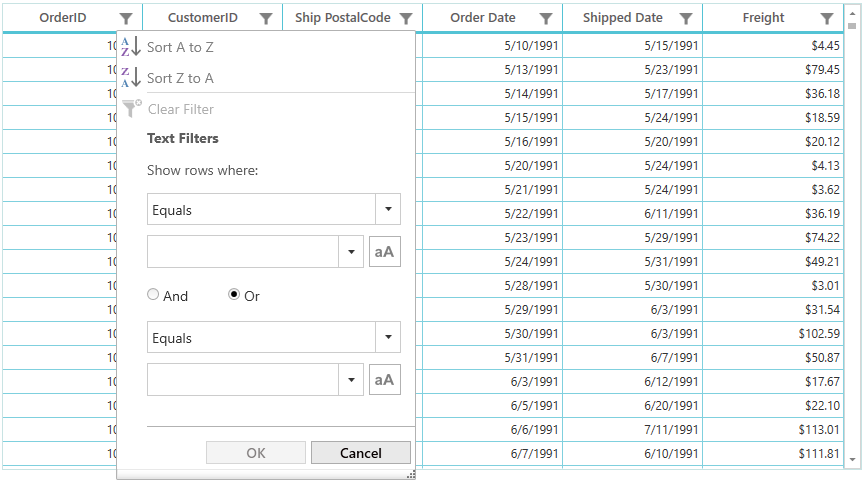 OrderID CustomerID Ship PostalCode Order Date Shipped Date Freight
10 5/10/1991 5/15/1991 $4.45
10 5/13/1991 5/23/1991 $79.45
10 5/14/1991 5/17/1991 $36.18
10 5/15/1991 5/24/1991 $18.59
10 5/16/1991 5/20/1991 $20.12
10 5/20/1991 5/24/1991 $4.13
10 5/21/1991 5/24/1991 $3.62
10 5/22/1991 6/11/1991 $36.19
10 5/23/1991 5/29/1991 $74.22
10 5/24/1991 5/31/1991 $49.21
10 5/28/1991 5/30/1991 $3.01
10 5/29/1991 6/3/1991 $31.54
10 5/30/1991 6/3/1991 $102.59
10 5/31/1991 6/7/1991 $50.87
10 6/3/1991 6/12/1991 $17.67
10 6/5/1991 6/20/1991 $22.10
10 6/6/1991 7/11/1991 $113.01
10 6/7/1991 6/10/1991 $111.81
AZ Sort A to Z
ZA Sort Z to A
Clear Filter
Text Filters
Show rows where:
Equals
aA
And Or
Equals
aA
OK Cancel